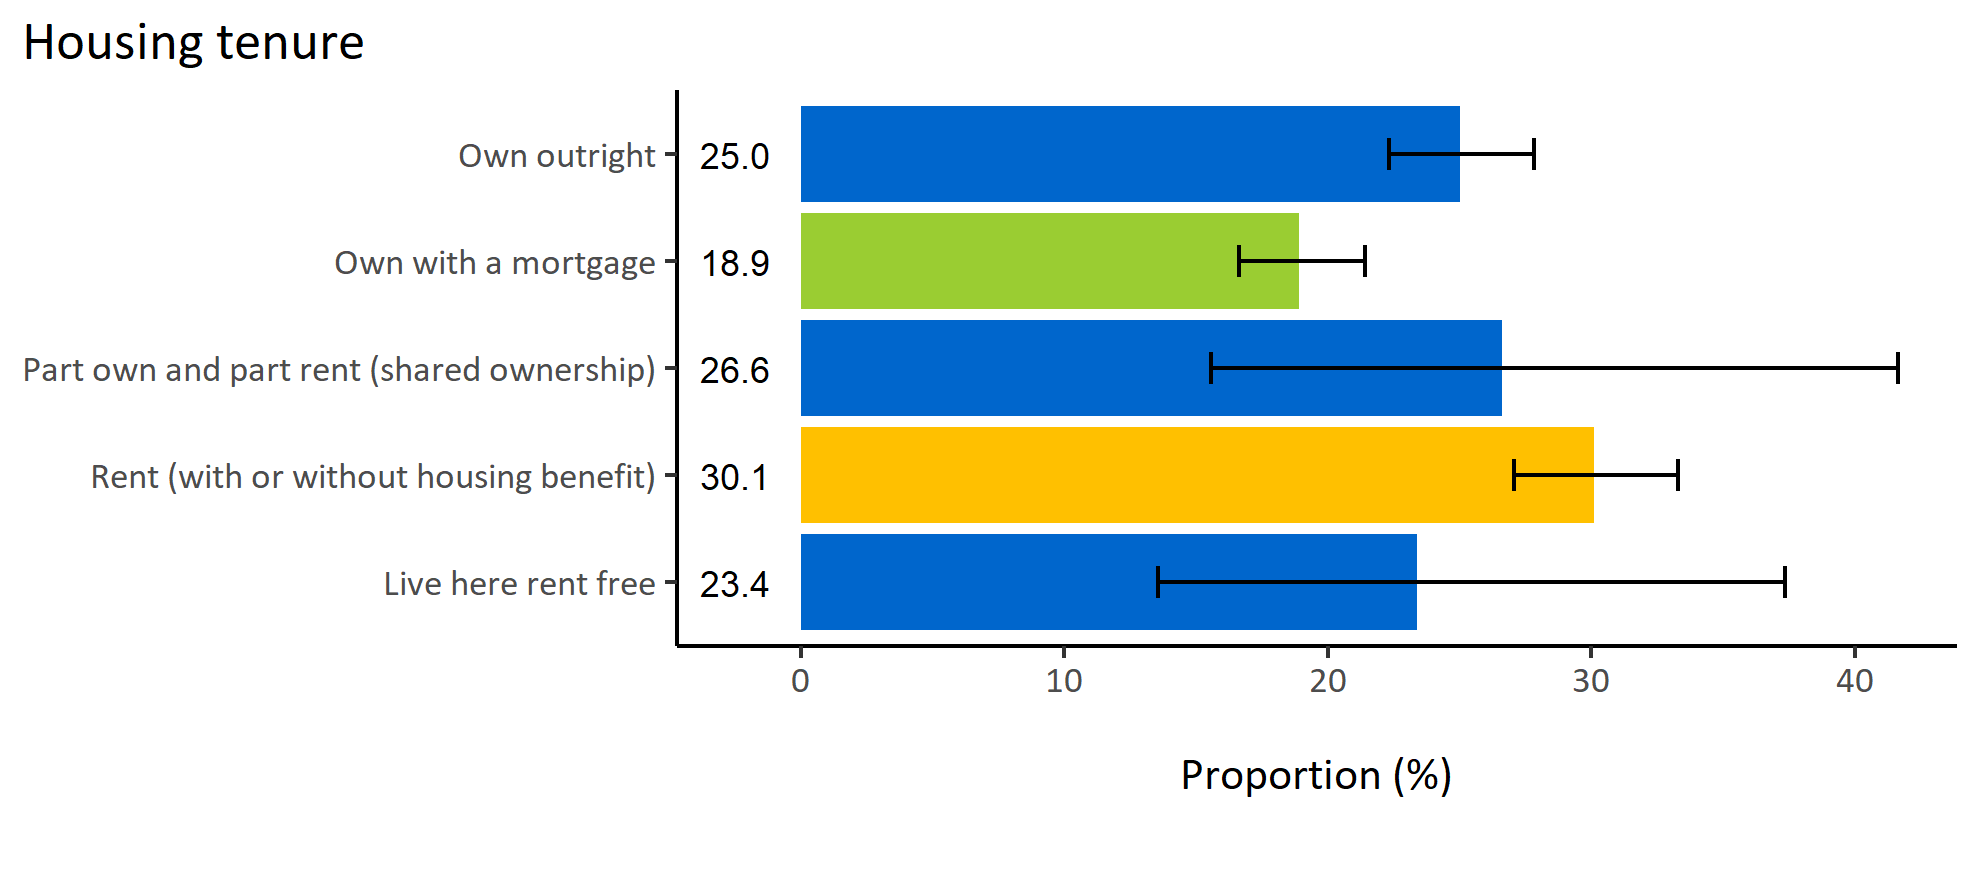 Housing tenure
Own outright 25.0
Own with a mortgage 18.9
Part own and part rent (shared ownership) 26.6
Rent (with or without housing benefit) 30.1
Live here rent free 23.4
0 10 20 30 40
Proportion (%)